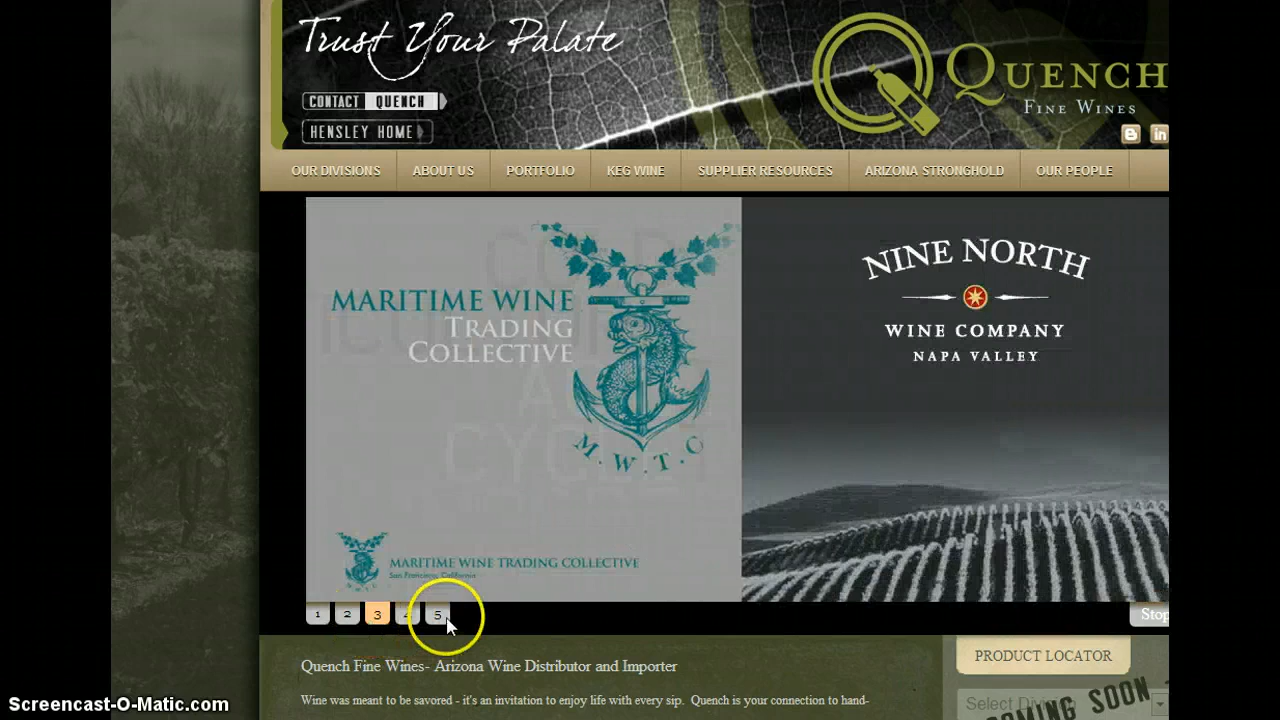 Trust Your Palate
QUENCH
FINE WINES
CONTACT QUENCH
HENSLEY HOME
OUR DIVISIONS ABOUT US PORTFOLIO KEG WINE SUPPLIER RESOURCES ARIZONA STRONGHOLD OUR PEOPLE
MARITIME WINE
TRADING
COLLECTIVE
M.W.T.C
MARITIME WINE TRADING COLLECTIVE
San Francisco, California
NINE NORTH
WINE COMPANY
NAPA VALLEY
1 2 3 4 5
Stop
Quench Fine Wines- Arizona Wine Distributor and Importer
Wine was meant to be savored - it's an invitation to enjoy life with every sip. Quench is your connection to hand-
PRODUCT LOCATOR
COMING SOON
Screencast-O-Matic.com